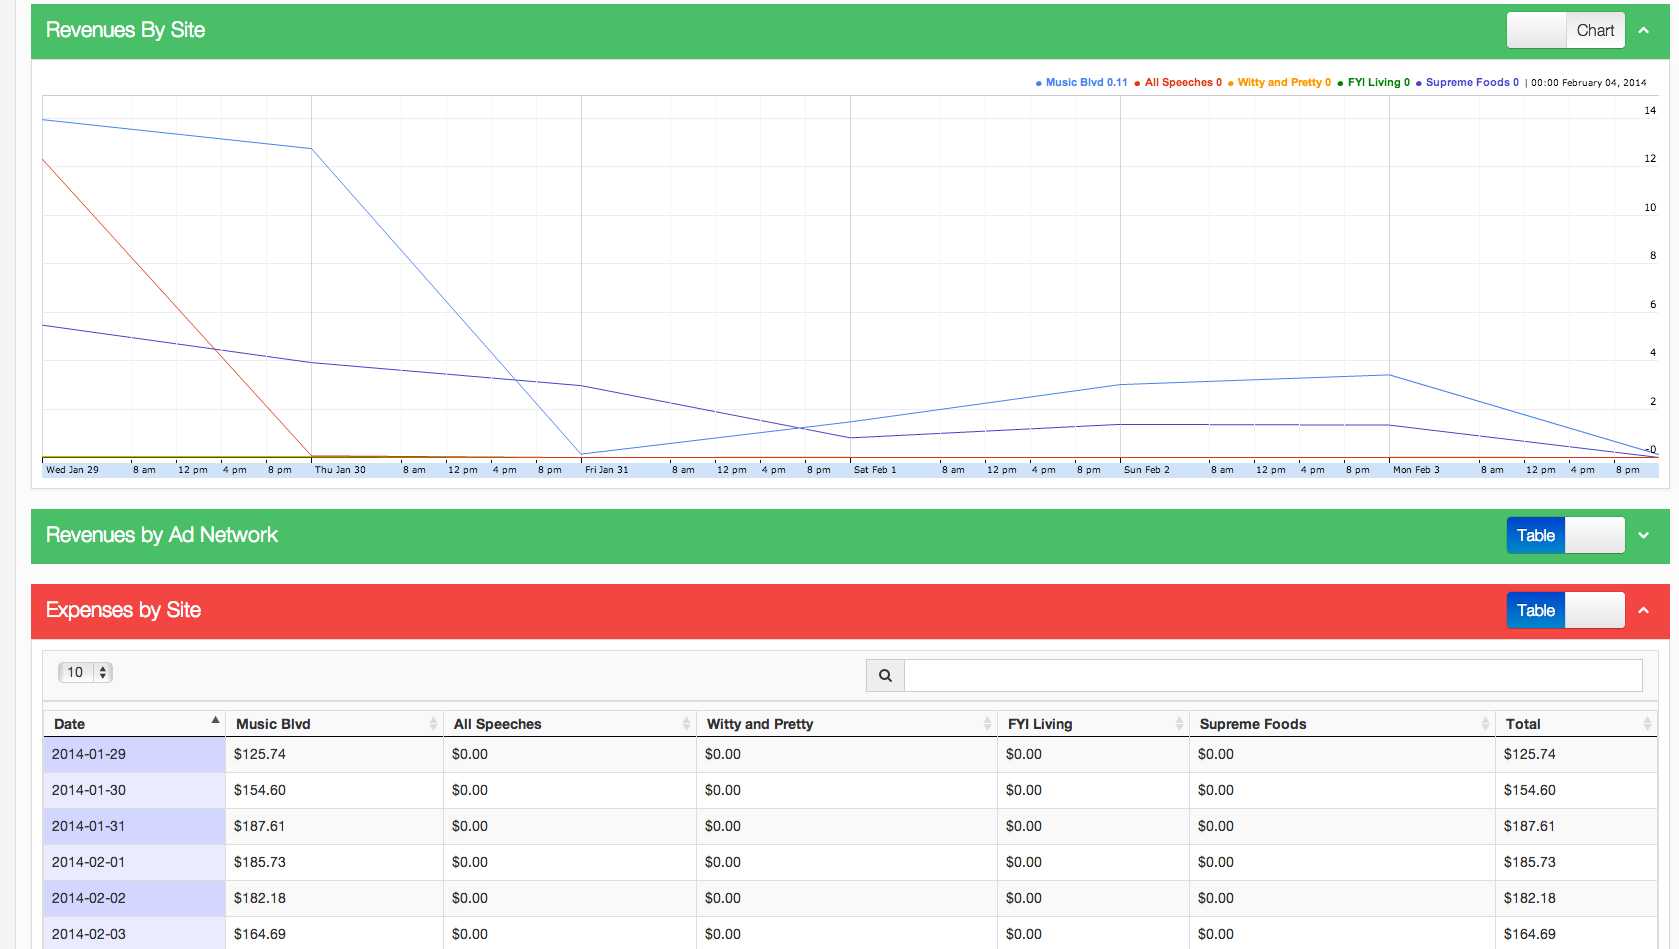 Revenues By Site
Chart
Music Blvd 0.11 All Speeches 0 Witty and Pretty 0 FYI Living 0 Supreme Foods 0 | 00:00 February 04, 2014
14
12
10
8
6
4
2
-0
Wed Jan 29 8 am 12 pm 4 pm 8 pm Thu Jan 30 8 am 12 pm 4 pm 8 pm Fri Jan 31 8 am 12 pm 4 pm 8 pm Sat Feb 1 8 am 12 pm 4 pm 8 pm Sun Feb 2 8 am 12 pm 4 pm 8 pm Mon Feb 3 8 am 12 pm 4 pm 8 pm
Revenues by Ad Network
Table
Expenses by Site
Table
10
Date Music Blvd All Speeches Witty and Pretty FYI Living Supreme Foods Total
2014-01-29 $125.74 $0.00 $0.00 $0.00 $0.00 $125.74
2014-01-30 $154.60 $0.00 $0.00 $0.00 $0.00 $154.60
2014-01-31 $187.61 $0.00 $0.00 $0.00 $0.00 $187.61
2014-02-01 $185.73 $0.00 $0.00 $0.00 $0.00 $185.73
2014-02-02 $182.18 $0.00 $0.00 $0.00 $0.00 $182.18
2014-02-03 $164.69 $0.00 $0.00 $0.00 $0.00 $164.69